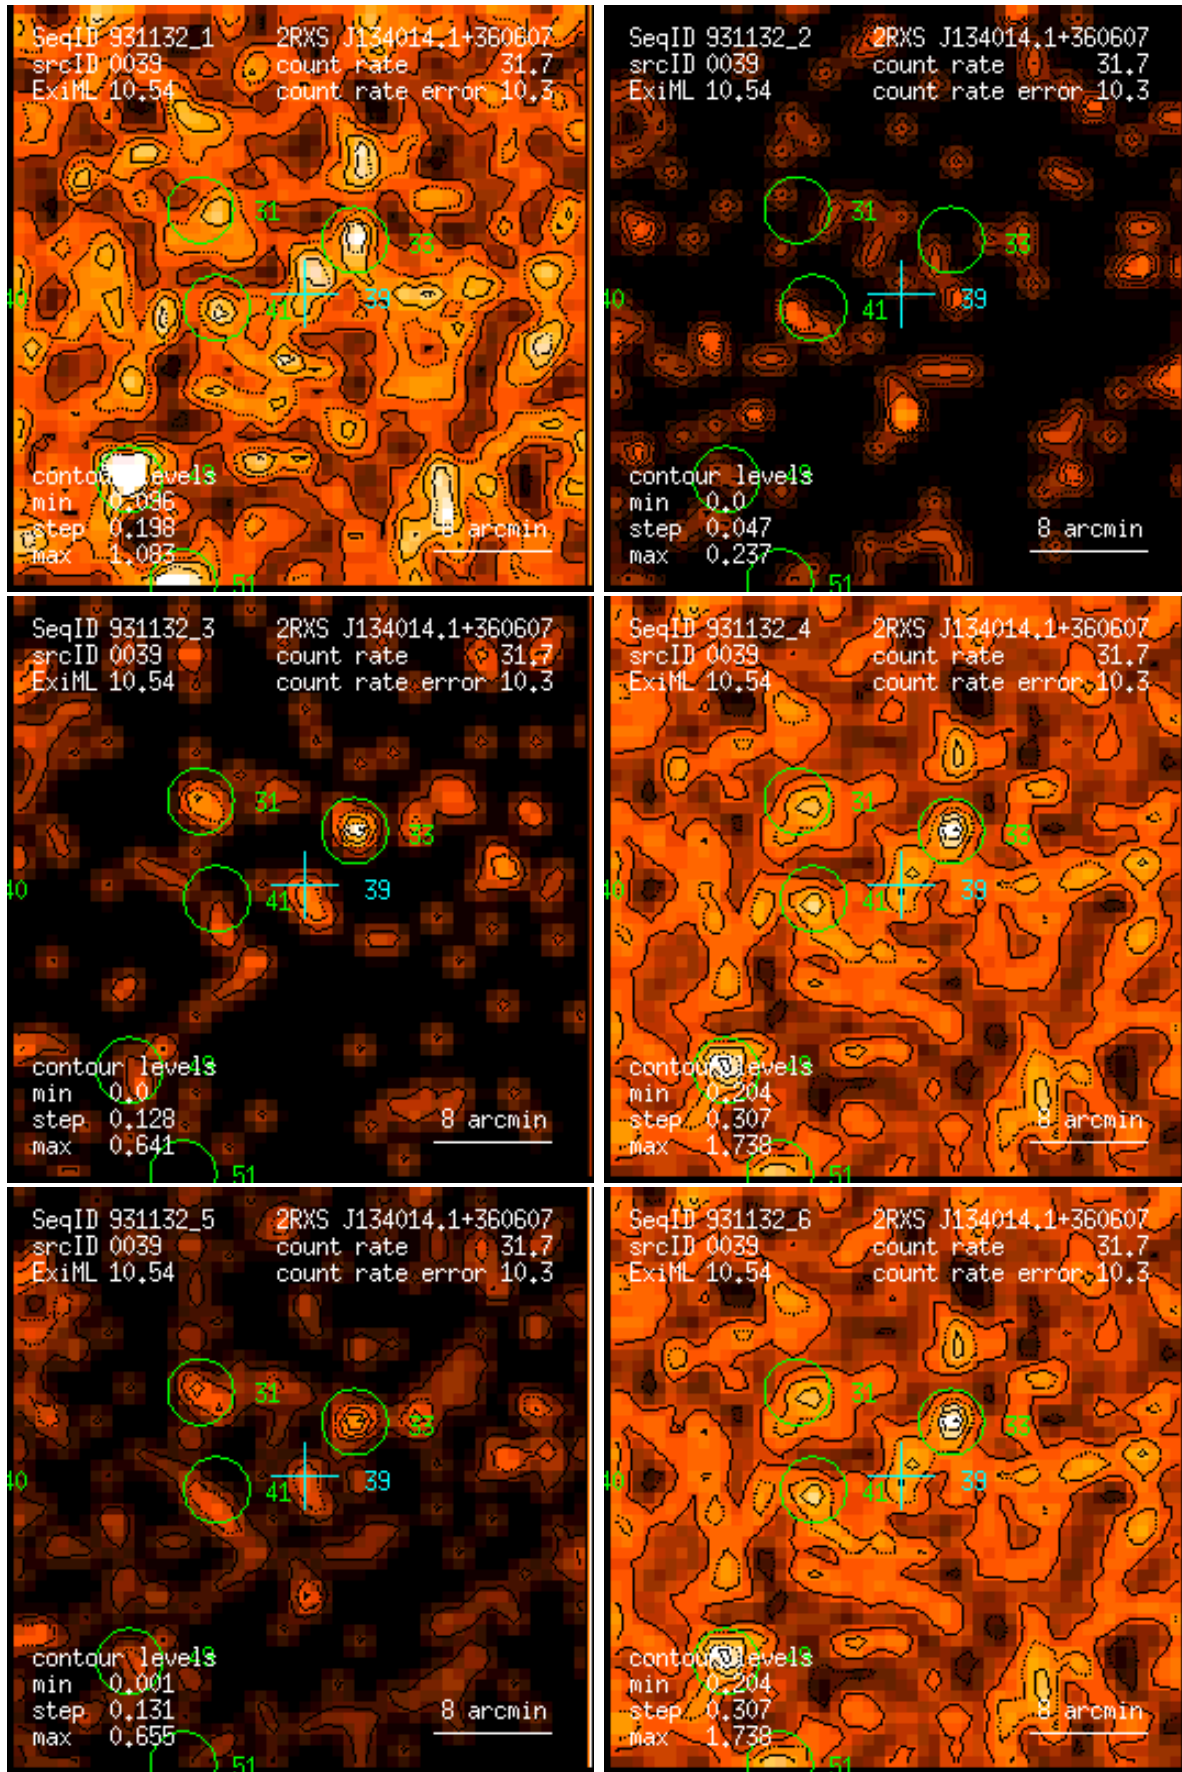 SeqID 931132_1 2RXS J134014.1+360607
srcID 0039 count rate 31.7
ExiML 10.54 count rate error 10.3
31
33
40 41 39
contour levels 49
min 0.096
step 0.198 8 arcmin
max 1.083
51
SeqID 931132_2 2RXS J134014.1+360607
srcID 0039 count rate 31.7
ExiML 10.54 count rate error 10.3
31
33
40 41 39
contour levels 49
min 0.0
step 0.047 8 arcmin
max 0.237
51
SeqID 931132_3 2RXS J134014.1+360607
srcID 0039 count rate 31.7
ExiML 10.54 count rate error 10.3
31
33
40 41 39
contour levels 49
min 0.0
step 0.128 8 arcmin
max 0.641
51
SeqID 931132_4 2RXS J134014.1+360607
srcID 0039 count rate 31.7
ExiML 10.54 count rate error 10.3
31
33
40 41 39
contour levels 49
min 0.204
step 0.307 8 arcmin
max 1.738
51
SeqID 931132_5 2RXS J134014.1+360607
srcID 0039 count rate 31.7
ExiML 10.54 count rate error 10.3
31
33
40 41 39
contour levels 49
min 0.001
step 0.131 8 arcmin
max 0.655
51
SeqID 931132_6 2RXS J134014.1+360607
srcID 0039 count rate 31.7
ExiML 10.54 count rate error 10.3
31
33
40 41 39
contour levels 49
min 0.204
step 0.307 8 arcmin
max 1.738
51